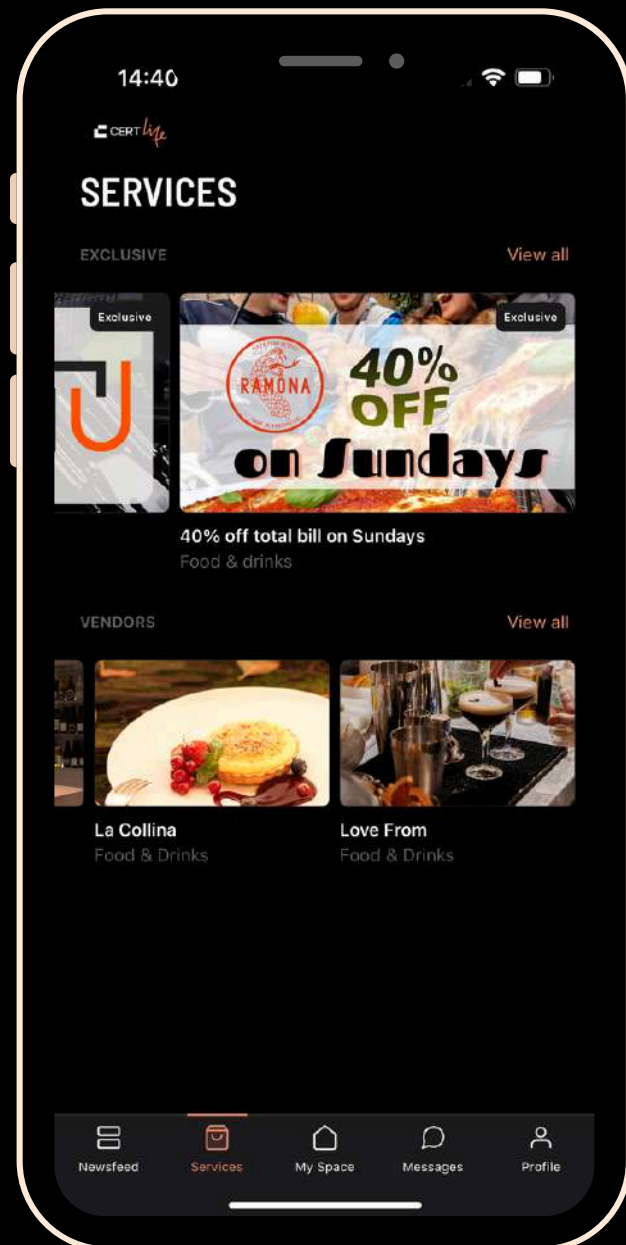 14:40
CERT life
SERVICES
EXCLUSIVE
View all
Exclusive
Exclusive
RAMONA
40%
OFF
on Sundays
40% off total bill on Sundays
Food & drinks
VENDORS
View all
La Collina
Food & Drinks
Love From
Food & Drinks
Newsfeed
Services
My Space
Messages
Profile